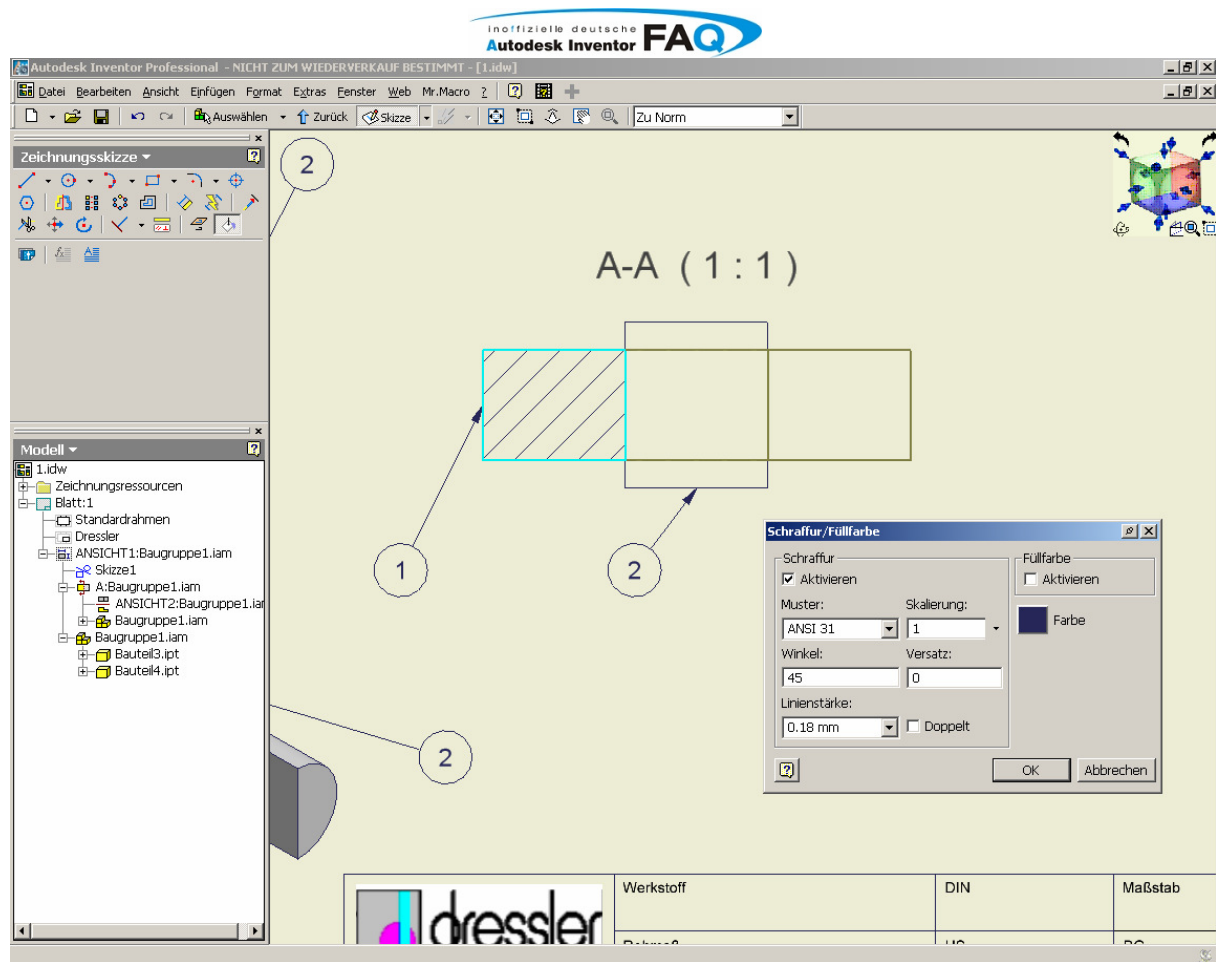 inoffizielle deutsche
Autodesk Inventor FAQ
Autodesk Inventor Professional - NICHT ZUM WIEDERVERKAUF BESTIMMT - [1.idw]
Datei Bearbeiten Ansicht Einfügen Format Extras Fenster Web Mr.Macro ?
Auswählen Zurück Skizze Zu Norm
Zeichnungsskizze
2
A-A ( 1 : 1 )
Modell
1.idw
Zeichnungsressourcen
Blatt:1
Standardrahmen
Dressler
ANSICHT1:Baugruppe1.iam
Skizze1
A:Baugruppe1.iam
ANSICHT2:Baugruppe1.iar
Baugruppe1.iam
Baugruppe1.iam
Bauteil3.ipt
Bauteil4.ipt
1
2
2
Schraffur/Füllfarbe
Schraffur
Aktivieren
Muster: Skalierung:
ANSI 31 1
Winkel: Versatz:
45 0
Linienstärke:
0.18 mm Doppelt
Füllfarbe
Aktivieren
Farbe
OK Abbrechen
dressler
Werkstoff DIN Maßstab